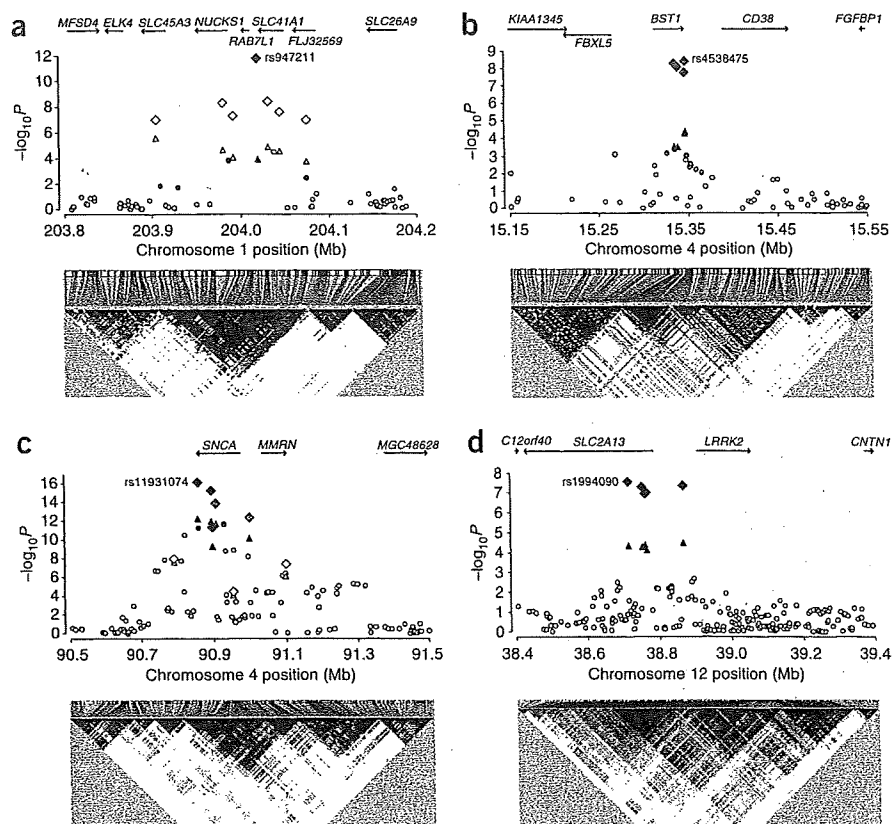 a
MFSD4 ELK4 SLC45A3 NUCKS1 SLC41A1 SLC26A9
RAB7L1 FLJ32569
rs947211
12
10
8
6
4
2
0
–log10P
203.8 203.9 204.0 204.1 204.2
Chromosome 1 position (Mb)
b
KIAA1345 BST1 CD38 FGFBP1
FBXL5
rs4538475
9
8
7
6
5
4
3
2
1
0
–log10P
15.15 15.25 15.35 15.45 15.55
Chromosome 4 position (Mb)
c
SNCA MMRN MGC48628
rs11931074
16
14
12
10
8
6
4
2
0
–log10P
90.5 90.7 90.9 91.1 91.3 91.5
Chromosome 4 position (Mb)
d
C12orf40 SLC2A13 LRRK2 CNTN1
rs1994090
8
7
6
5
4
3
2
1
0
–log10P
38.4 38.6 38.8 39.0 39.2 39.4
Chromosome 12 position (Mb)